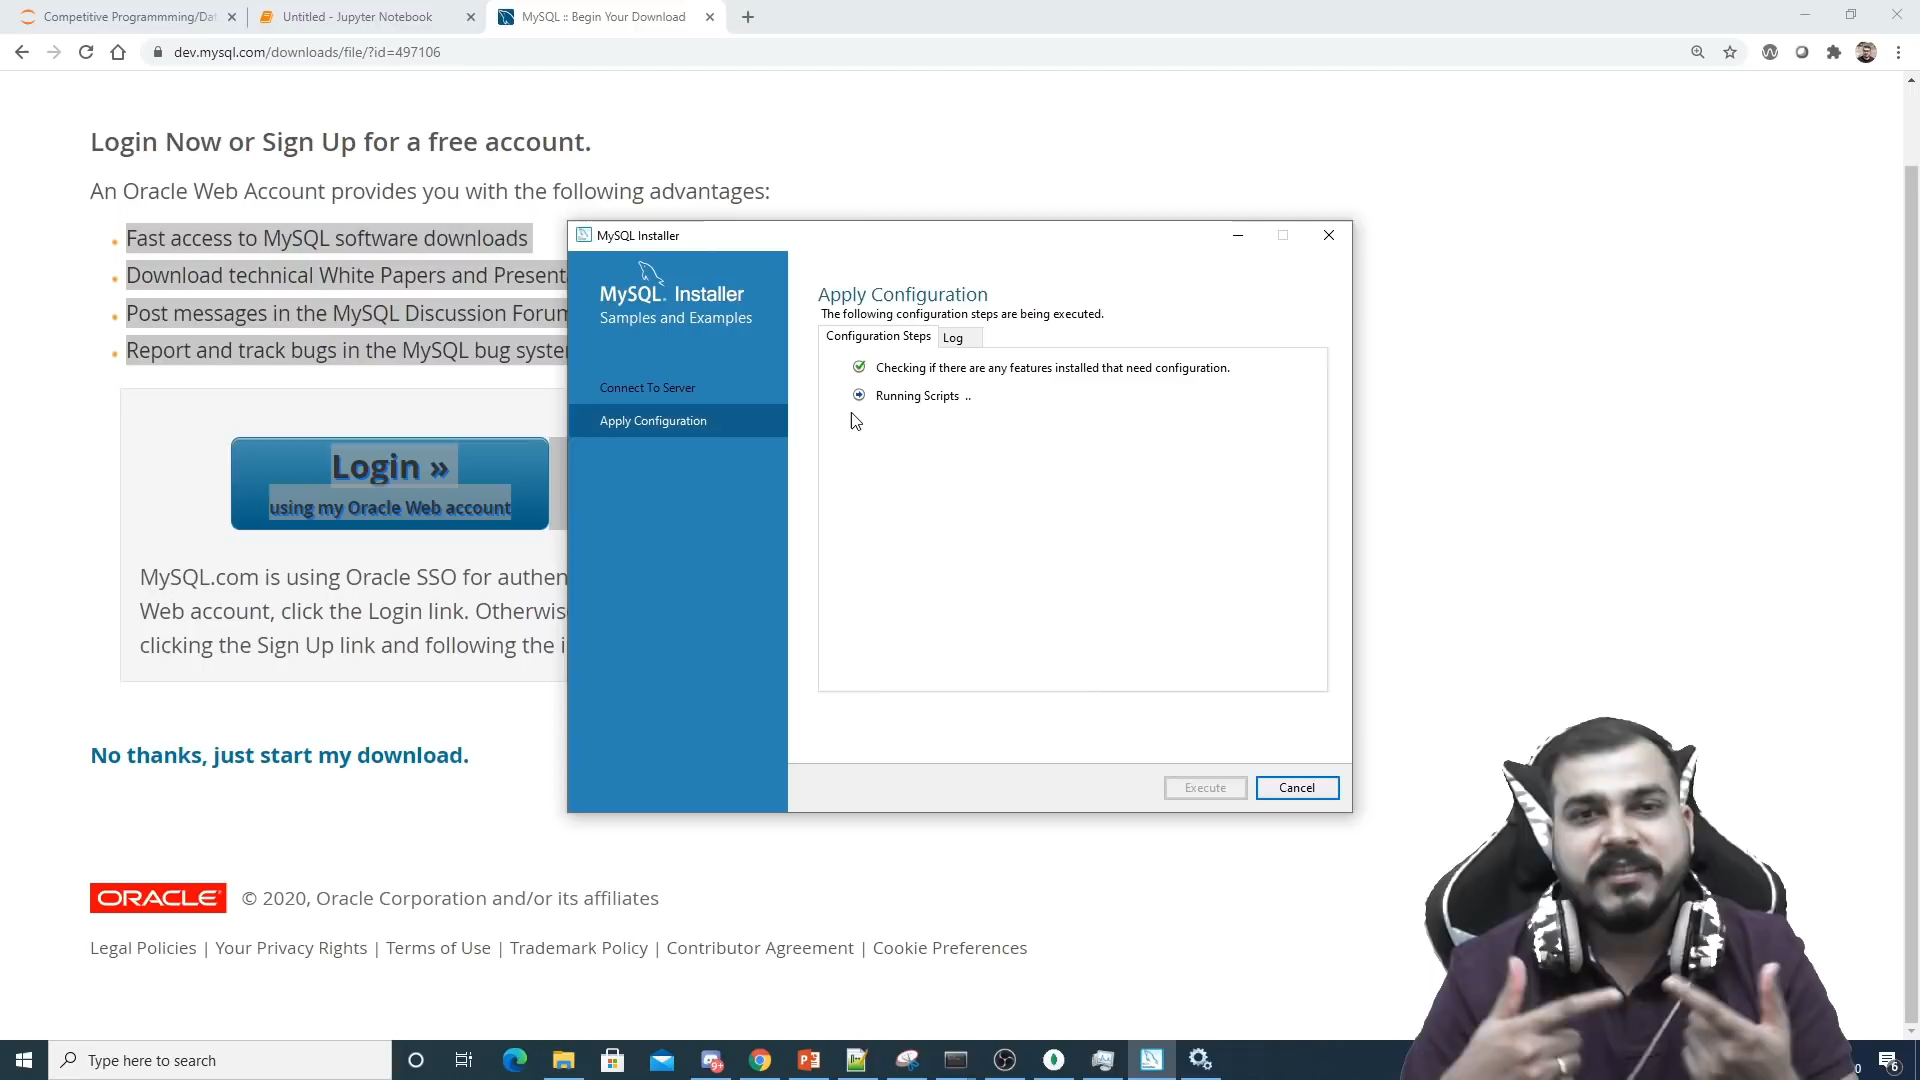 Competitive Programmming/Dat
Untitled - Jupyter Notebook
MySQL :: Begin Your Download
dev.mysql.com/downloads/file/?id=497106
Login Now or Sign Up for a free account.
An Oracle Web Account provides you with the following advantages:
Fast access to MySQL software downloads
Download technical White Papers and Presenta
Post messages in the MySQL Discussion Forum
Report and track bugs in the MySQL bug system
Login »
using my Oracle Web account
MySQL.com is using Oracle SSO for authen
Web account, click the Login link. Otherwis
clicking the Sign Up link and following the i
No thanks, just start my download.
MySQL Installer
MySQL. Installer
Samples and Examples
Connect To Server
Apply Configuration
Apply Configuration
The following configuration steps are being executed.
Configuration Steps
Log
Checking if there are any features installed that need configuration.
Running Scripts ..
Execute
Cancel
ORACLE
© 2020, Oracle Corporation and/or its affiliates
Legal Policies | Your Privacy Rights | Terms of Use | Trademark Policy | Contributor Agreement | Cookie Preferences
Type here to search
9+
0
6